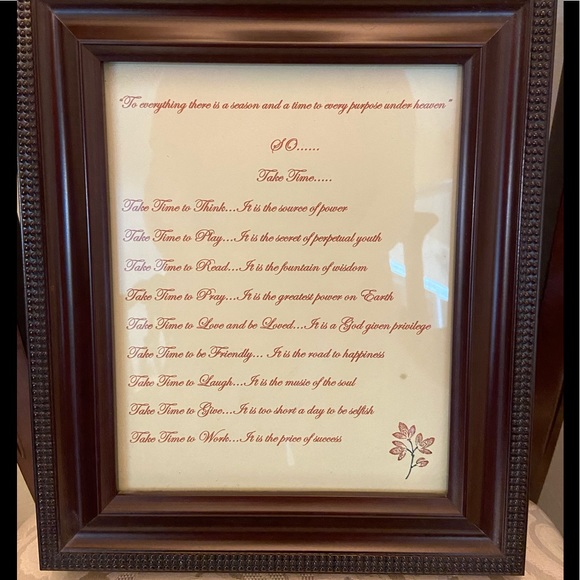 "To everything there is a season and a time to every purpose under heaven"
SO......
Take Time.....
Take Time to Think...It is the source of power
Take Time to Play...It is the secret of perpetual youth
Take Time to Read...It is the fountain of wisdom
Take Time to Pray...It is the greatest power on Earth
Take Time to Love and be Loved...It is a God given privilege
Take Time to be Friendly... It is the road to happiness
Take Time to Laugh...It is the music of the soul
Take Time to Give...It is too short a day to be selfish
Take Time to Work...It is the price of success